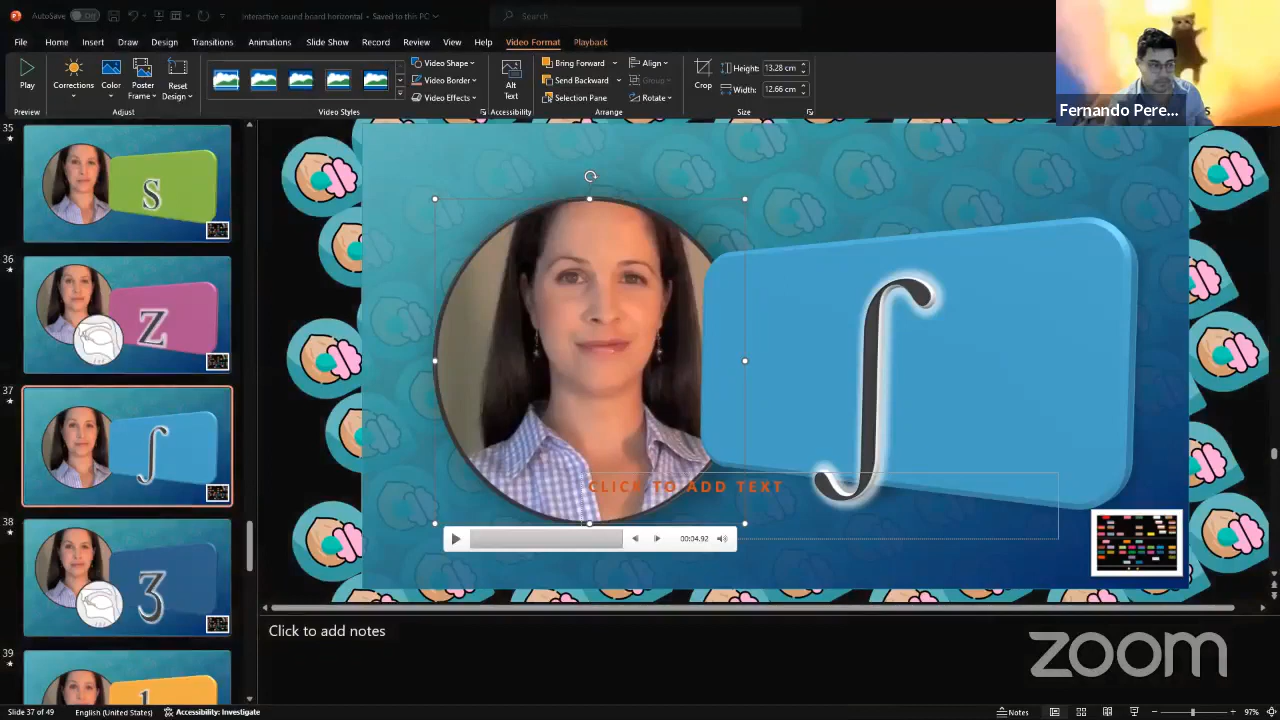 AutoSave Off interactive sound board horizontal - Saved to this PC Search
File Home Insert Draw Design Transitions Animations Slide Show Record Review View Help Video Format Playback
Play
Corrections
Color
Poster Frame
Reset Design
Video Shape
Video Border
Video Effects
Alt Text
Bring Forward
Send Backward
Selection Pane
Align
Group
Rotate
Crop
Height: 13.28 cm
Width: 12.66 cm
Preview Adjust Video Styles Accessibility Arrange Size
Fernando Pere...
35
s
36
z
37
ʃ
38
ʒ
39
ʃ
CLICK TO ADD TEXT
00:04.92
Click to add notes
zoom
Slide 37 of 49 English (United States) Accessibility: Investigate Notes 97%